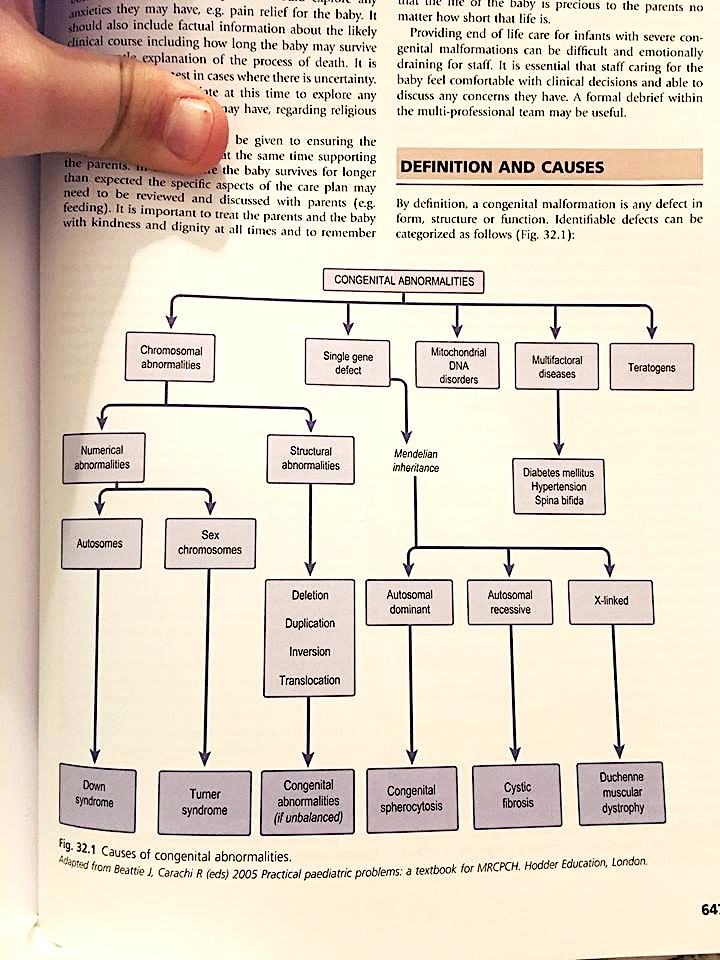 anxieties they may have, e.g. pain relief for the baby. It
should also include factual information about the likely
clinical course including how long the baby may survive
explanation of the process of death. It is
in cases where there is uncertainty.
at this time to explore any
may have, regarding religious
be given to ensuring the
at the same time supporting
the parents. the baby survives for longer
than expected the specific aspects of the care plan may
need to be reviewed and discussed with parents (e.g.
feeding). It is important to treat the parents and the baby
with kindness and dignity at all times and to remember
that the life of the baby is precious to the parents no
matter how short that life is.
Providing end of life care for infants with severe con-
genital malformations can be difficult and emotionally
draining for staff. It is essential that staff caring for the
baby feel comfortable with clinical decisions and able to
discuss any concerns they have. A formal debrief within
the multi-professional team may be useful.
DEFINITION AND CAUSES
By definition, a congenital malformation is any defect in
form, structure or function. Identifiable defects can be
categorized as follows (Fig. 32.1):
CONGENITAL ABNORMALITIES
Chromosomal
abnormalities
Single gene
defect
Mitochondrial
DNA
disorders
Multifactoral
diseases
Teratogens
Numerical
abnormalities
Structural
abnormalities
Mendelian
inheritance
Diabetes mellitus
Hypertension
Spina bifida
Autosomes
Sex
chromosomes
Deletion
Duplication
Inversion
Translocation
Autosomal
dominant
Autosomal
recessive
X-linked
Down
syndrome
Turner
syndrome
Congenital
abnormalities
(if unbalanced)
Congenital
spherocytosis
Cystic
fibrosis
Duchenne
muscular
dystrophy
Fig. 32.1 Causes of congenital abnormalities.
Adapted from Beattie J, Carachi R (eds) 2005 Practical paediatric problems: a textbook for MRCPCH. Hodder Education, London.
647